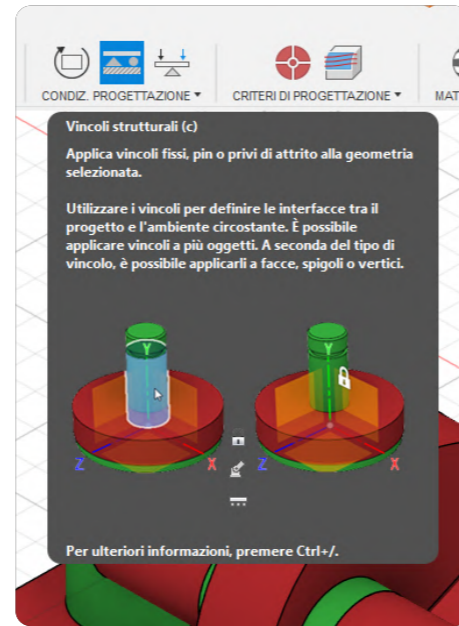 CONDIZ. PROGETTAZIONE ▾
CRITERI DI PROGETTAZIONE ▾
MAT
Vincoli strutturali (c)
Applica vincoli fissi, pin o privi di attrito alla geometria
selezionata.
Utilizzare i vincoli per definire le interfacce tra il
progetto e l'ambiente circostante. È possibile
applicare vincoli a più oggetti. A seconda del tipo di
vincolo, è possibile applicarli a facce, spigoli o vertici.
Y
Y
Z
X
Z
X
Per ulteriori informazioni, premere Ctrl+/.